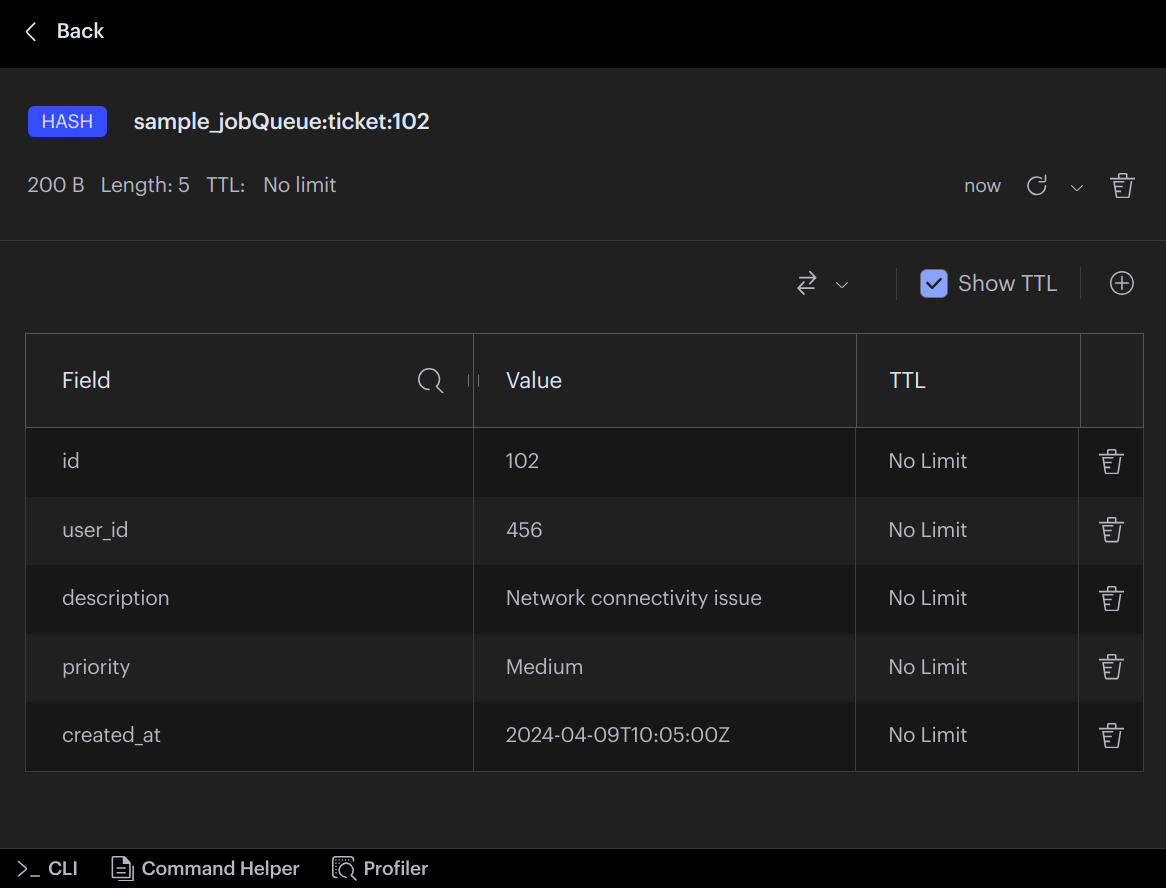 Back
HASH sample_jobQueue:ticket:102
200 B Length: 5 TTL: No limit now
Show TTL
Field Value TTL
id 102 No Limit
user_id 456 No Limit
description Network connectivity issue No Limit
priority Medium No Limit
created_at 2024-04-09T10:05:00Z No Limit
>_ CLI Command Helper Profiler